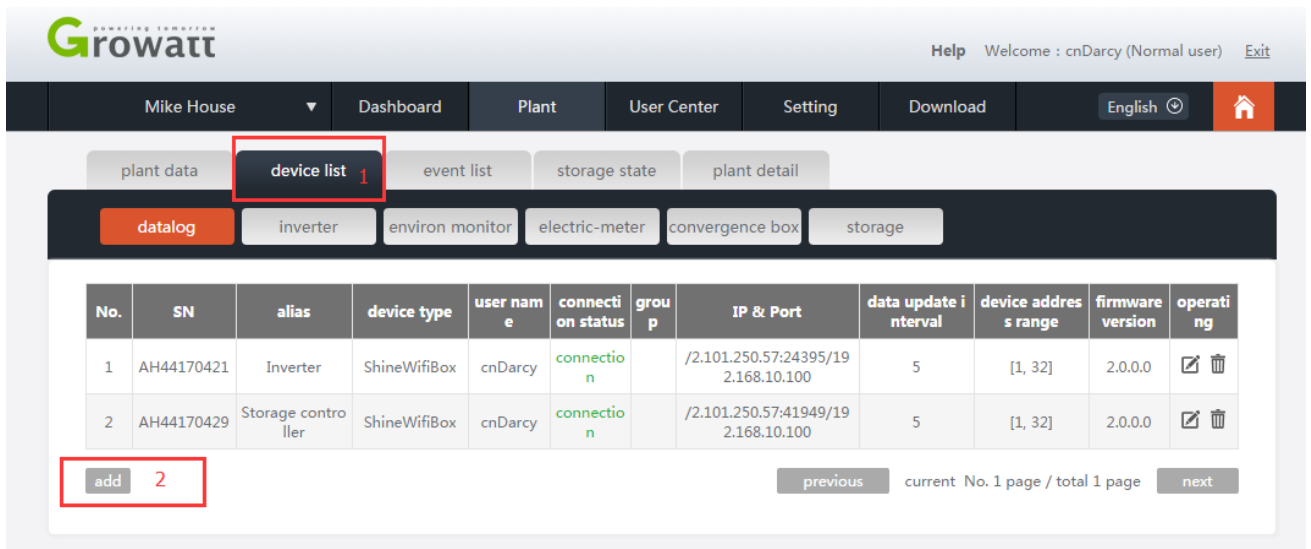 powering tomorrow
Growatt
Help Welcome : cnDarcy (Normal user) Exit
Mike House ▼ Dashboard Plant User Center Setting Download English
plant data device list 1 event list storage state plant detail
datalog inverter environ monitor electric-meter convergence box storage
No. SN alias device type user nam connecti grou IP & Port data update i device addres firmware operati
e on status p nterval s range version ng
1 AH44170421 Inverter ShineWifiBox cnDarcy connectio /2.101.250.57:24395/19 5 [1, 32] 2.0.0.0
n 2.168.10.100
2 AH44170429 Storage contro ShineWifiBox cnDarcy connectio /2.101.250.57:41949/19 5 [1, 32] 2.0.0.0
ller n 2.168.10.100
add 2 previous current No. 1 page / total 1 page next